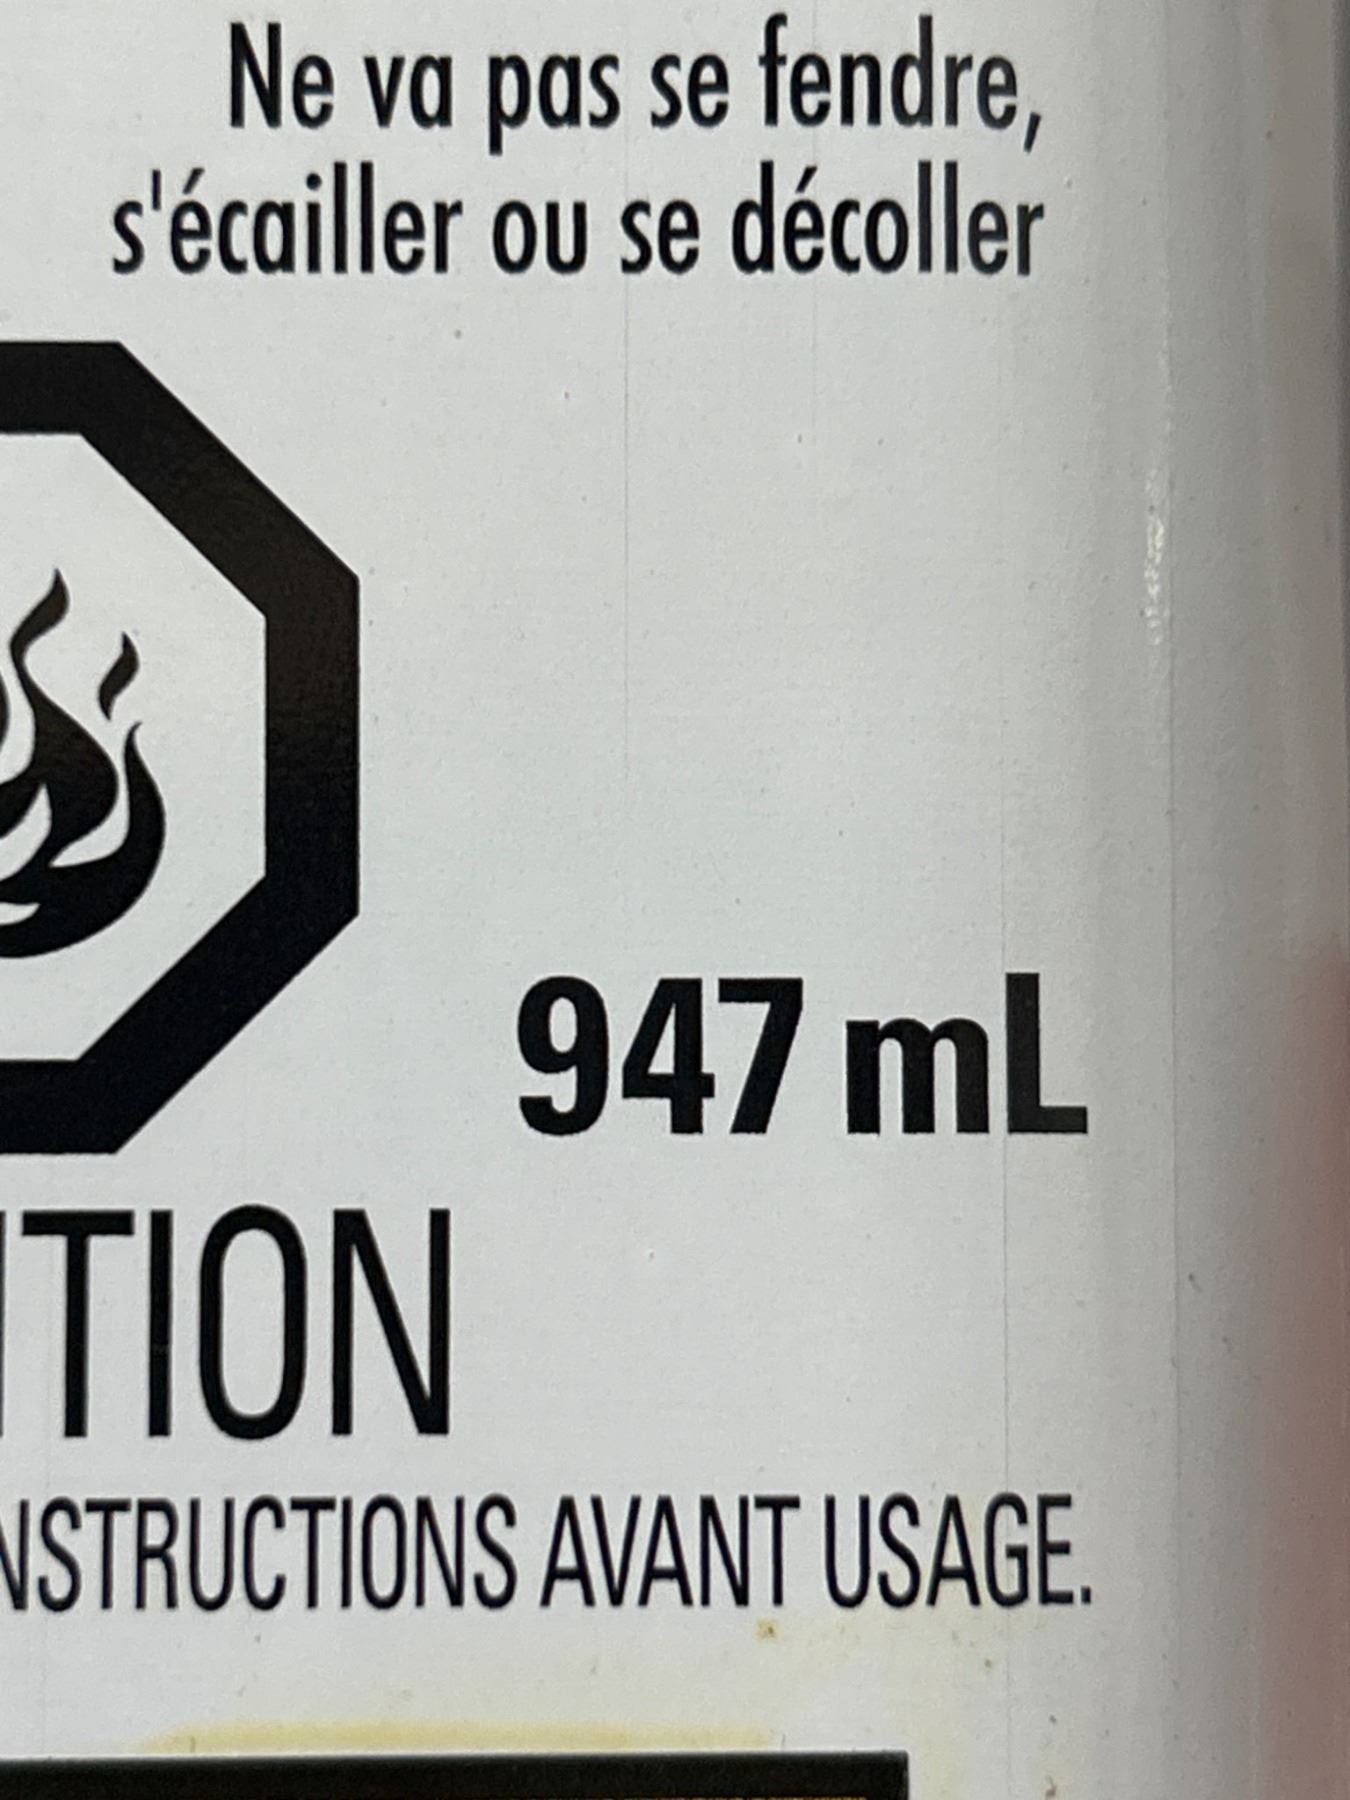 Ne va pas se fendre,
s'écailler ou se décoller
947 mL
TION
NSTRUCTIONS AVANT USAGE.